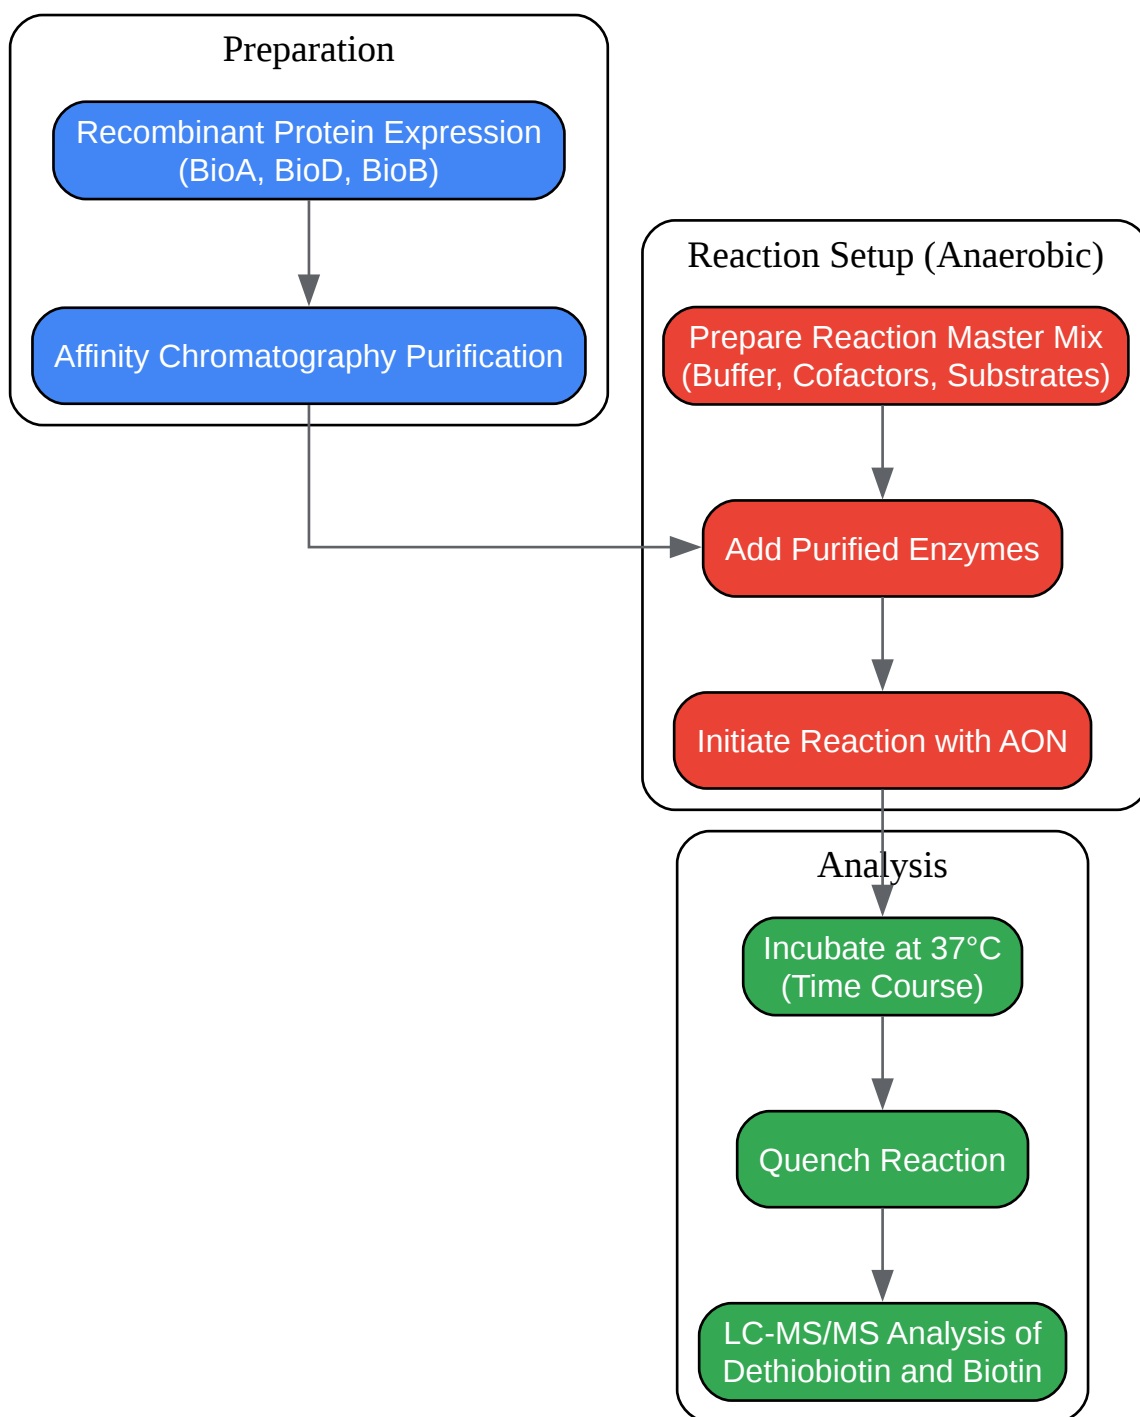 Preparation
Recombinant Protein Expression
(BioA, BioD, BioB)
Affinity Chromatography Purification
Reaction Setup (Anaerobic)
Prepare Reaction Master Mix
(Buffer, Cofactors, Substrates)
Add Purified Enzymes
Initiate Reaction with AON
Analysis
Incubate at 37°C
(Time Course)
Quench Reaction
LC-MS/MS Analysis of
Dethiobiotin and Biotin